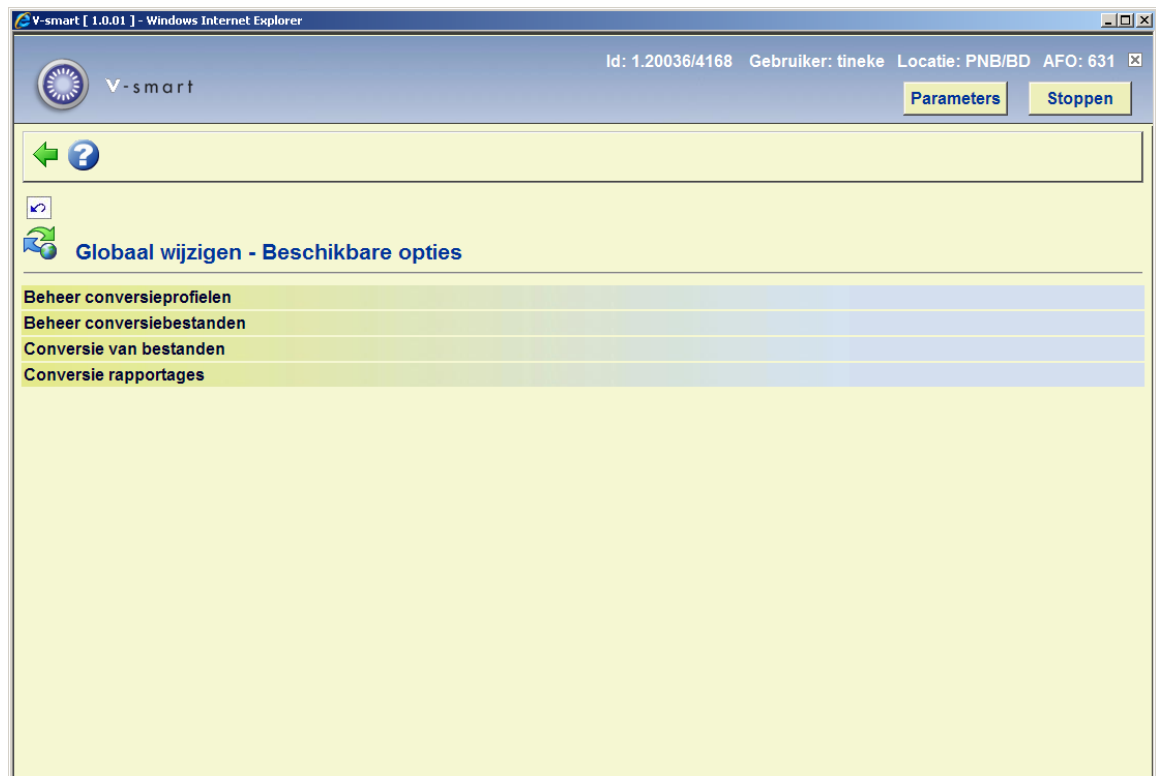 V-smart [ 1.0.01 ] - Windows Internet Explorer
Id: 1.20036/4168 Gebruiker: tineke Locatie: PNB/BD AFO: 631
V-smart
Parameters Stoppen
Globaal wijzigen - Beschikbare opties
Beheer conversieprofielen
Beheer conversiebestanden
Conversie van bestanden
Conversie rapportages